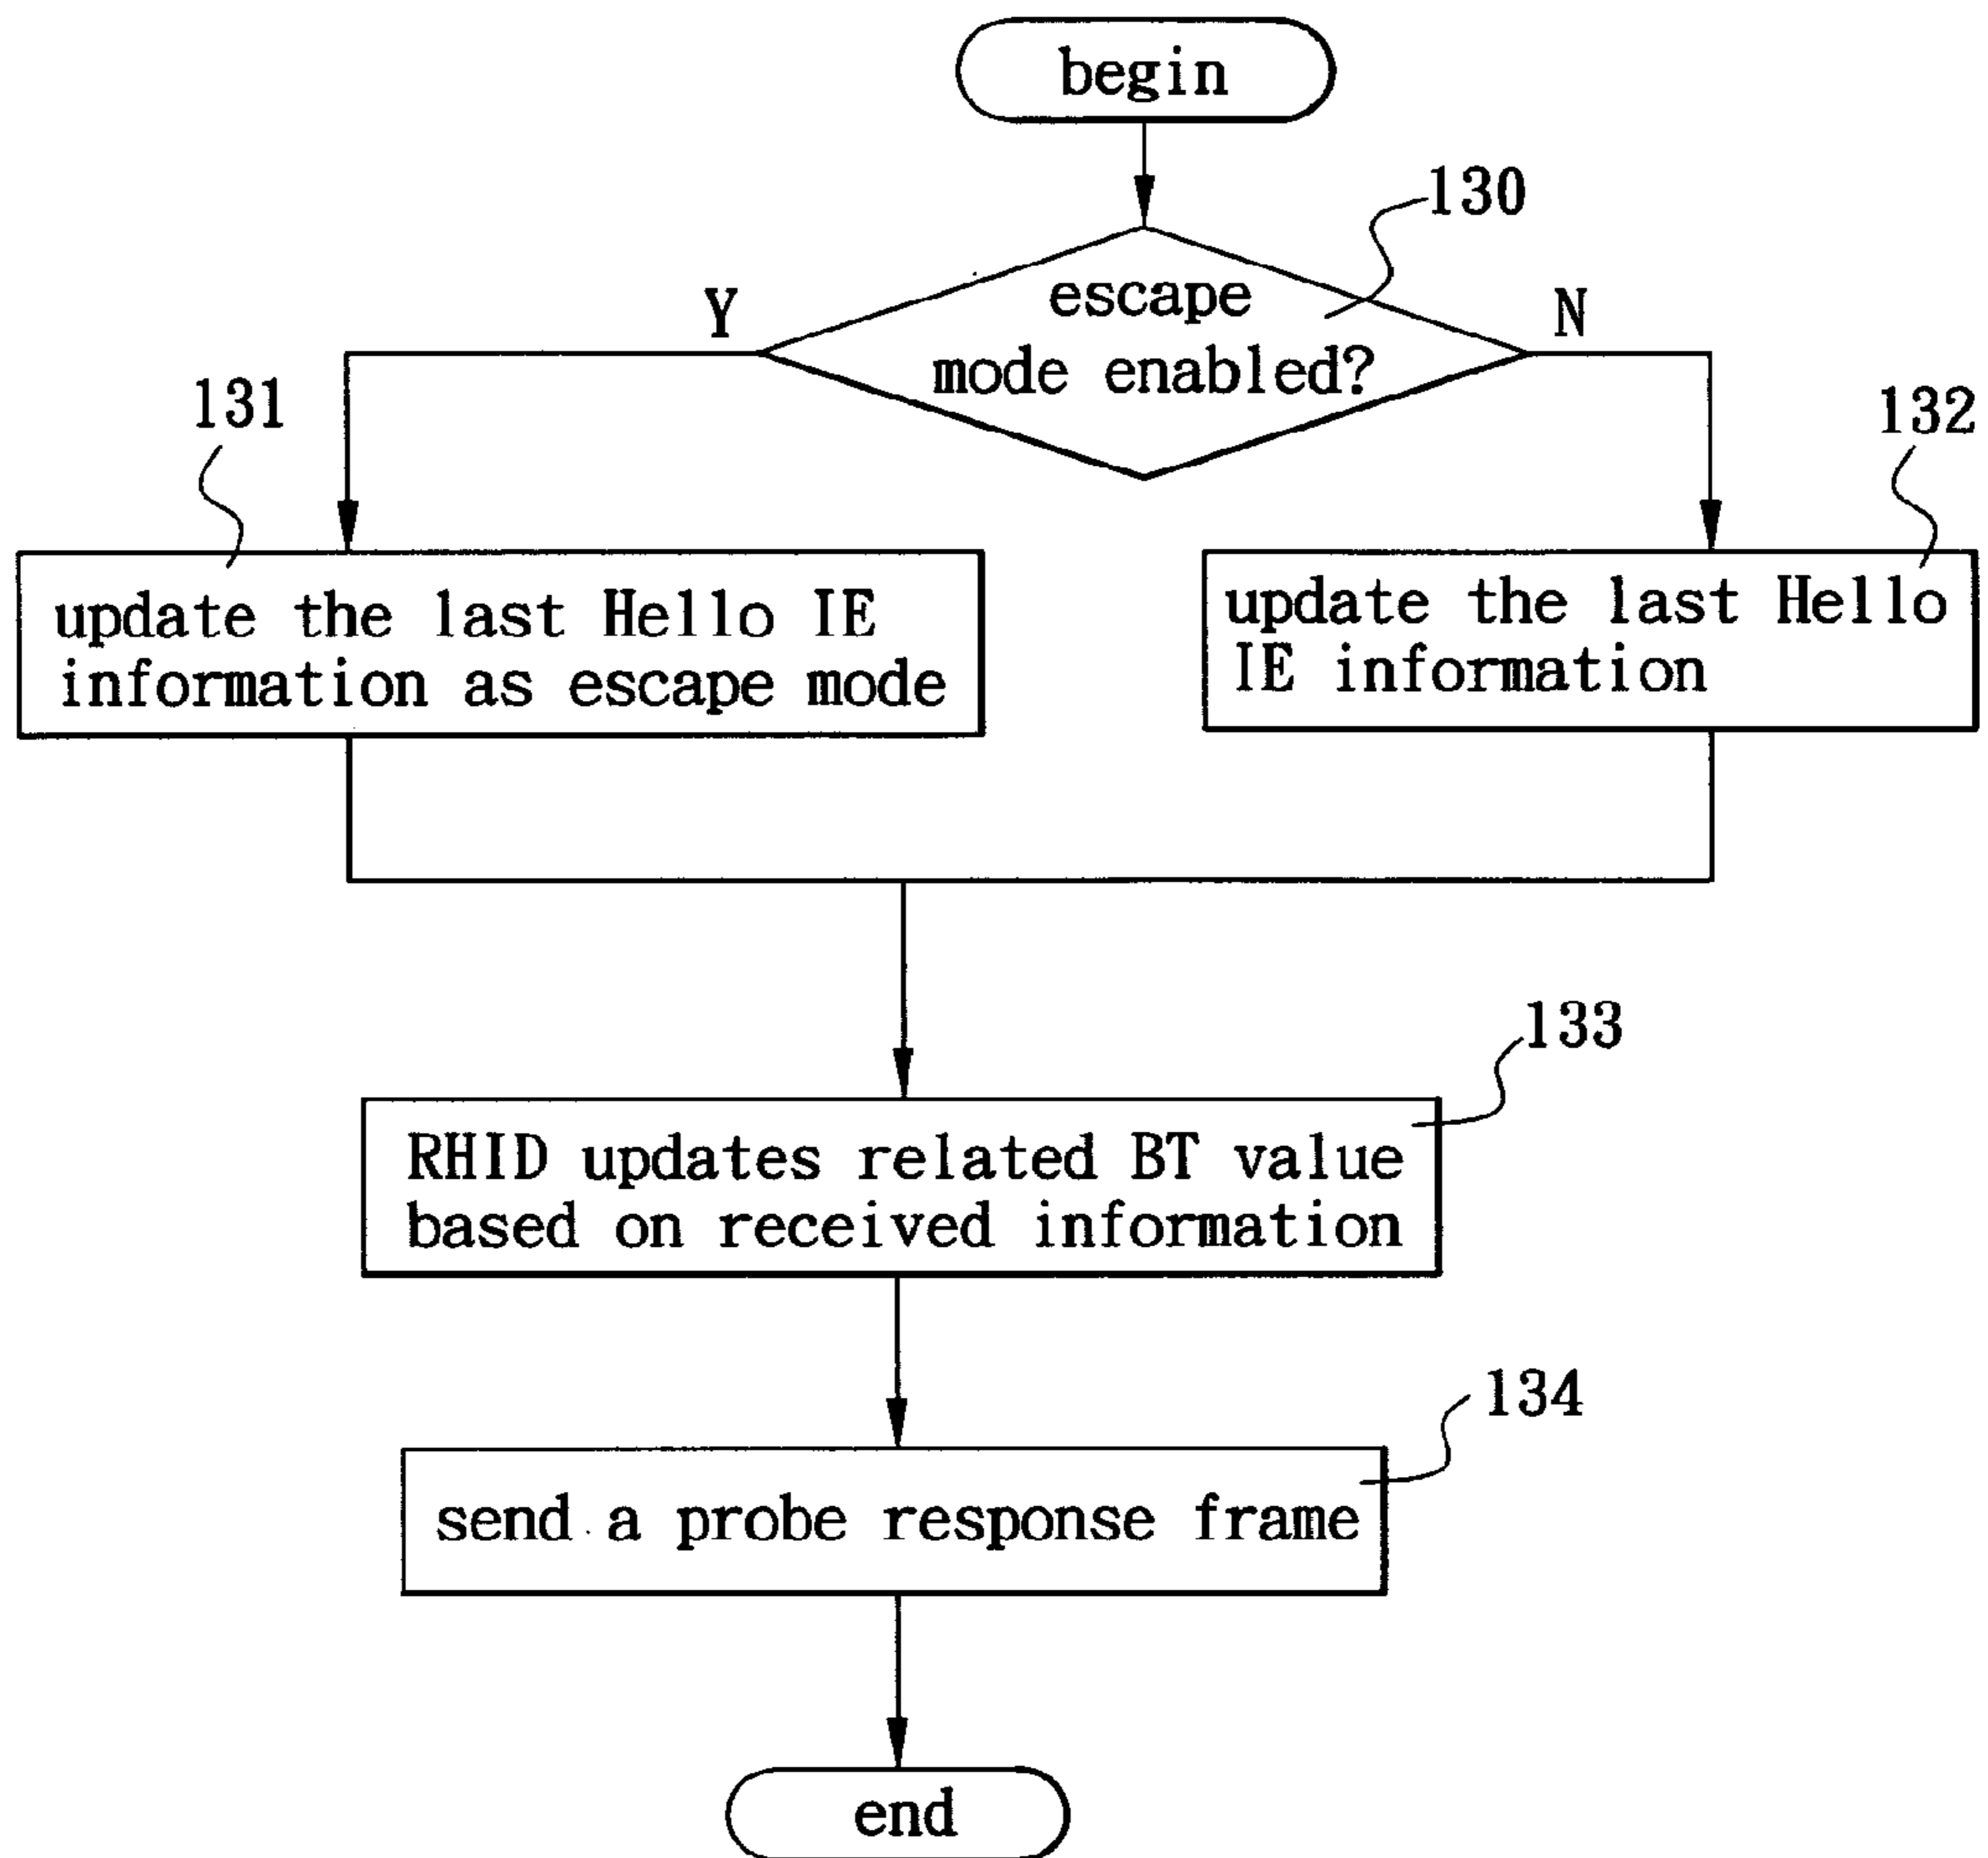 begin
130
escape
mode enabled?
Y
N
131
132
update the last Hello IE
information as escape mode
update the last Hello
IE information
133
RHID updates related BT value
based on received information
134
send a probe response frame
end